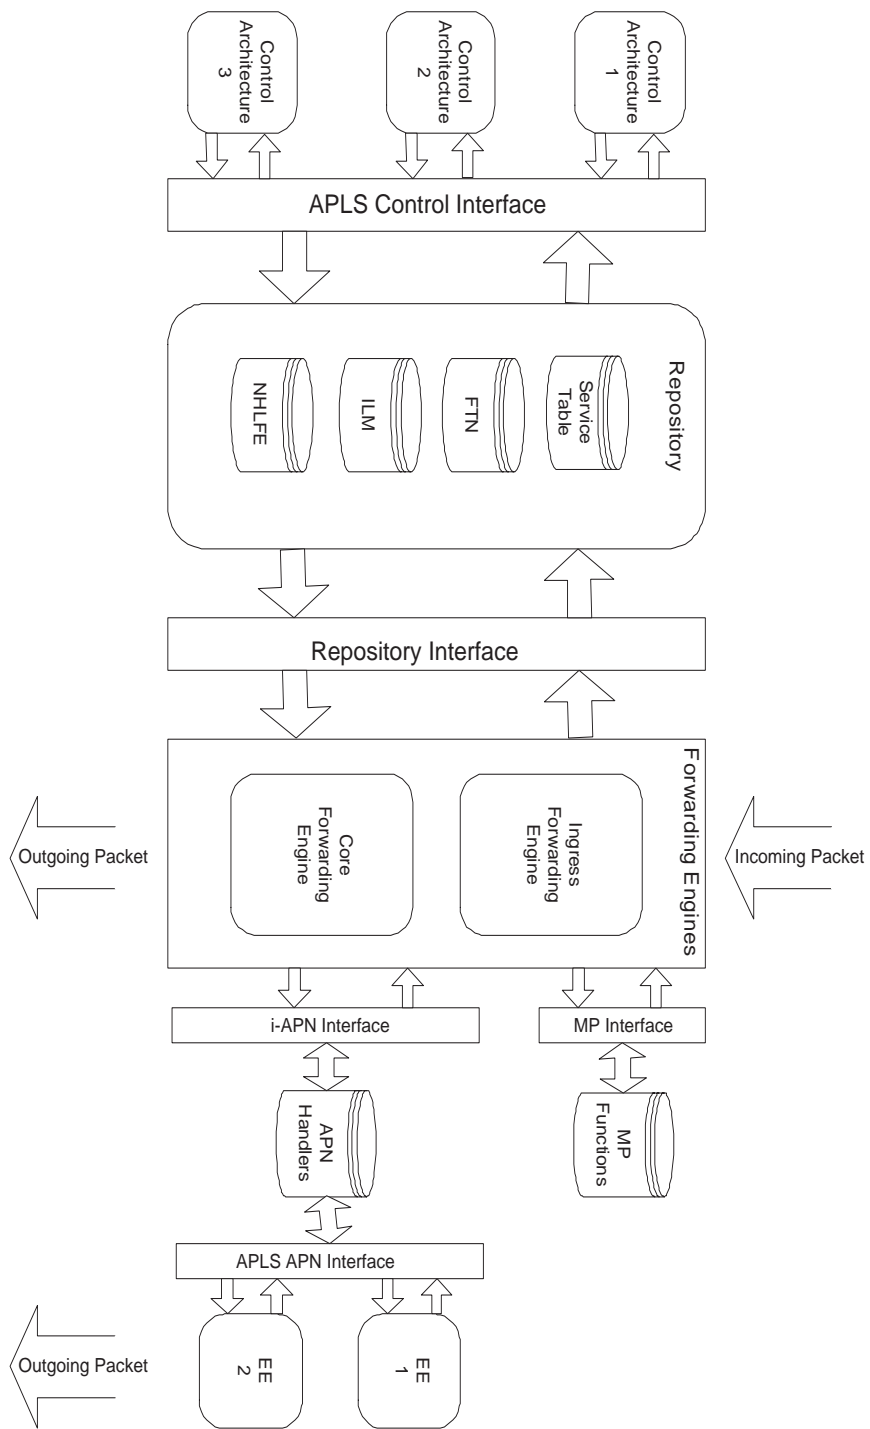 Control
Architecture
3
Control
Architecture
2
Control
Architecture
1
APLS Control Interface
Repository
NHLFE
ILM
FTN
Service
Table
Repository Interface
Forwarding Engines
Core
Forwarding
Engine
Ingress
Forwarding
Engine
Outgoing Packet
Incoming Packet
i-APN Interface
MP Interface
APN
Handlers
MP
Functions
APLS APN Interface
EE
2
EE
1
Outgoing Packet